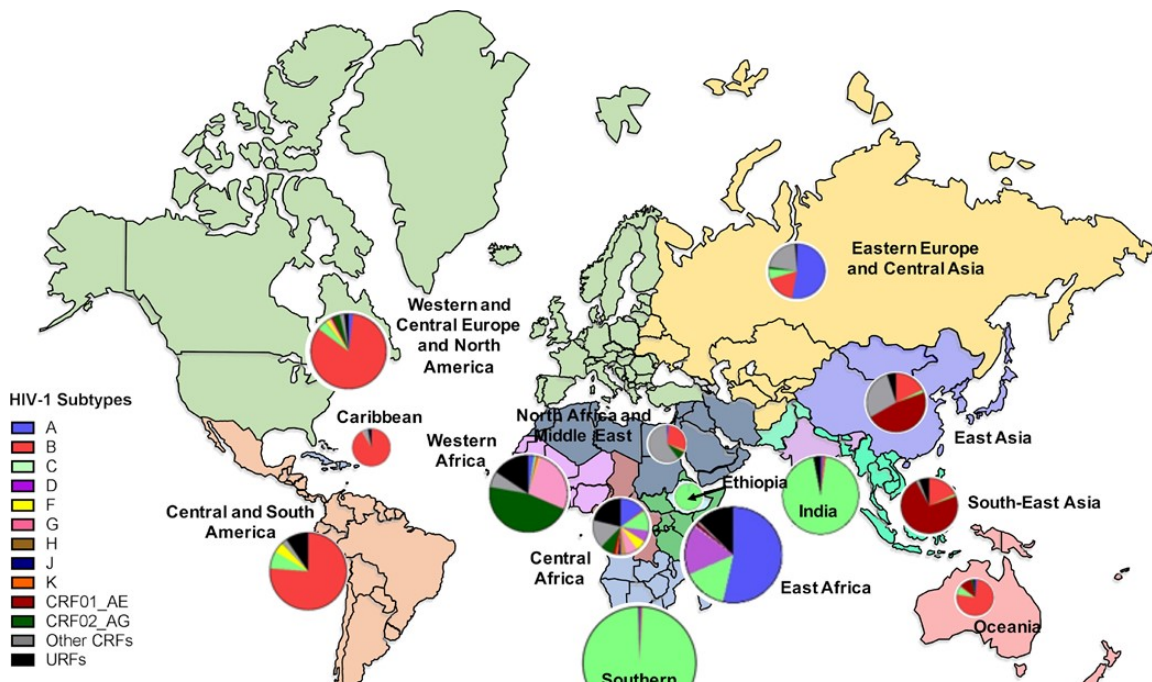 Eastern Europe
and Central Asia
Western and
Central Europe
and North
America
HIV-1 Subtypes
A
B
C
D
F
G
H
J
K
CRF01_AE
CRF02_AG
Other CRFs
URFs
Caribbean
North Africa and
Middle East
Western
Africa
East Asia
Ethiopia
Central and South
America
India
South-East Asia
Central
Africa
East Africa
Oceania
Southern